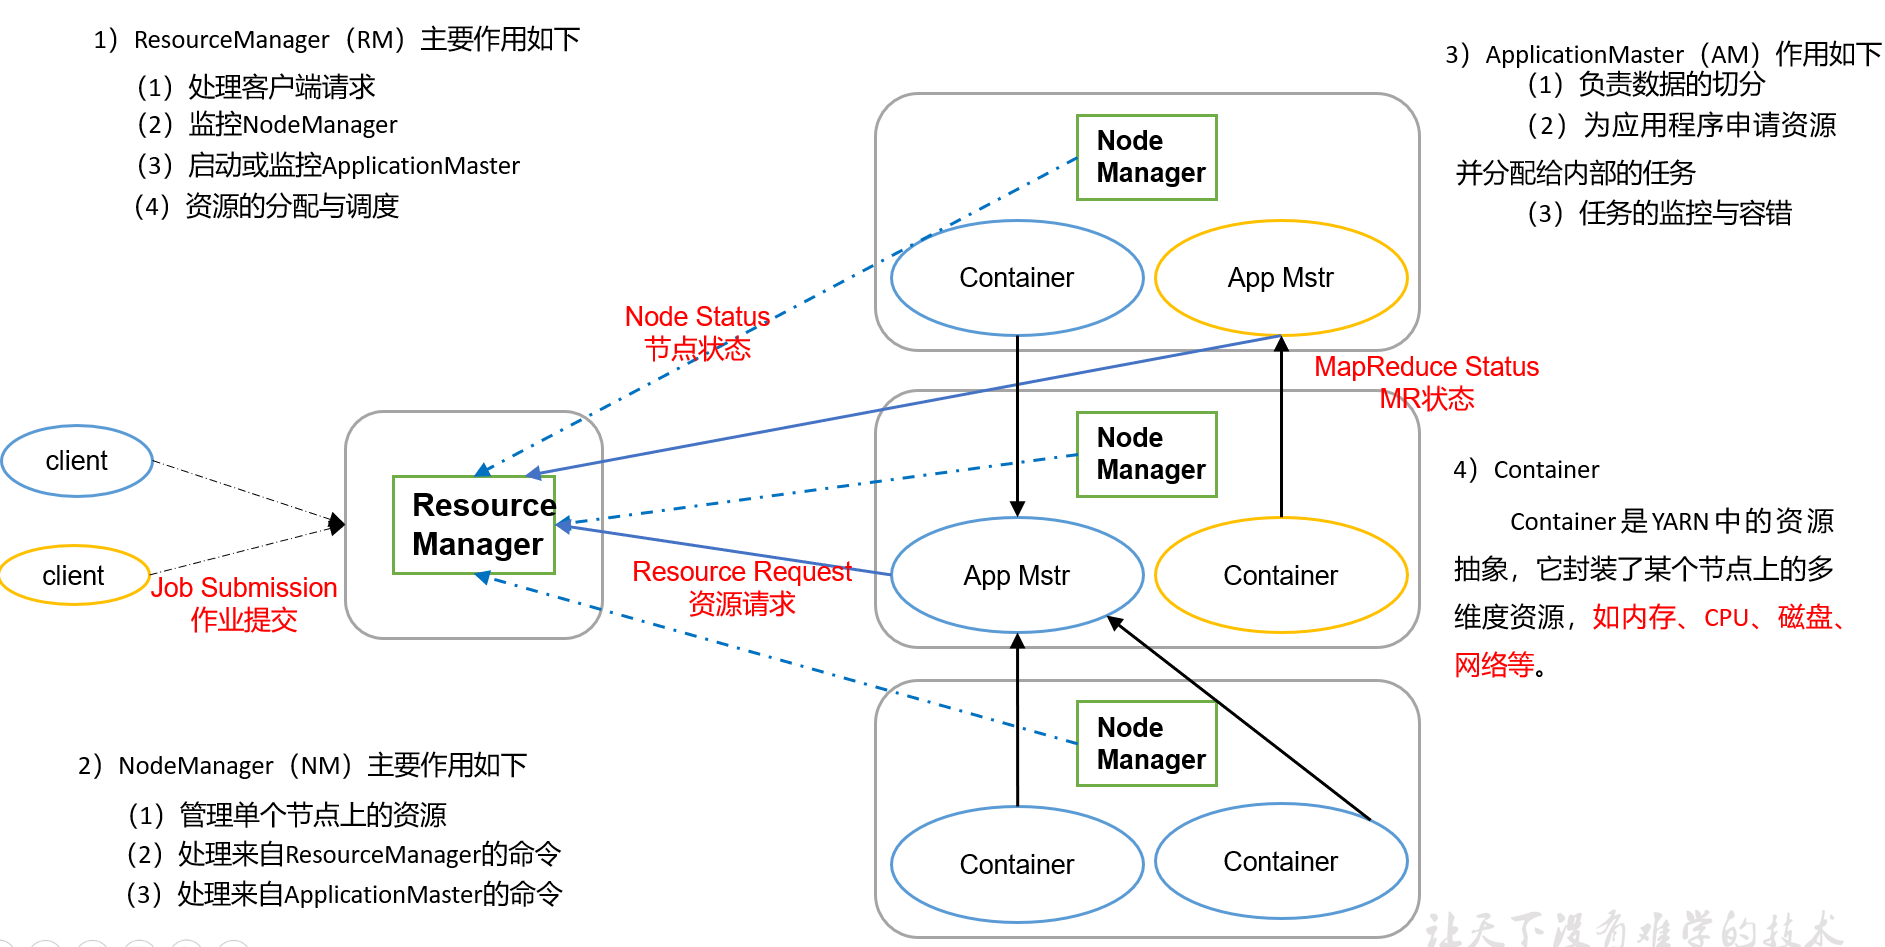 1）ResourceManager（RM）主要作用如下
（1）处理客户端请求
（2）监控NodeManager
（3）启动或监控ApplicationMaster
（4）资源的分配与调度
3）ApplicationMaster（AM）作用如下
（1）负责数据的切分
（2）为应用程序申请资源
并分配给内部的任务
（3）任务的监控与容错
Node
Manager
Container
App Mstr
Node Status
节点状态
MapReduce Status
MR状态
client
client
Job Submission
作业提交
Resource
Manager
Resource Request
资源请求
Node
Manager
App Mstr
Container
4）Container
Container是YARN中的资源
抽象，它封装了某个节点上的多
维度资源，如内存、CPU、磁盘、
网络等。
Node
Manager
Container
Container
2）NodeManager（NM）主要作用如下
（1）管理单个节点上的资源
（2）处理来自ResourceManager的命令
（3）处理来自ApplicationMaster的命令
让天下没有难学的技术